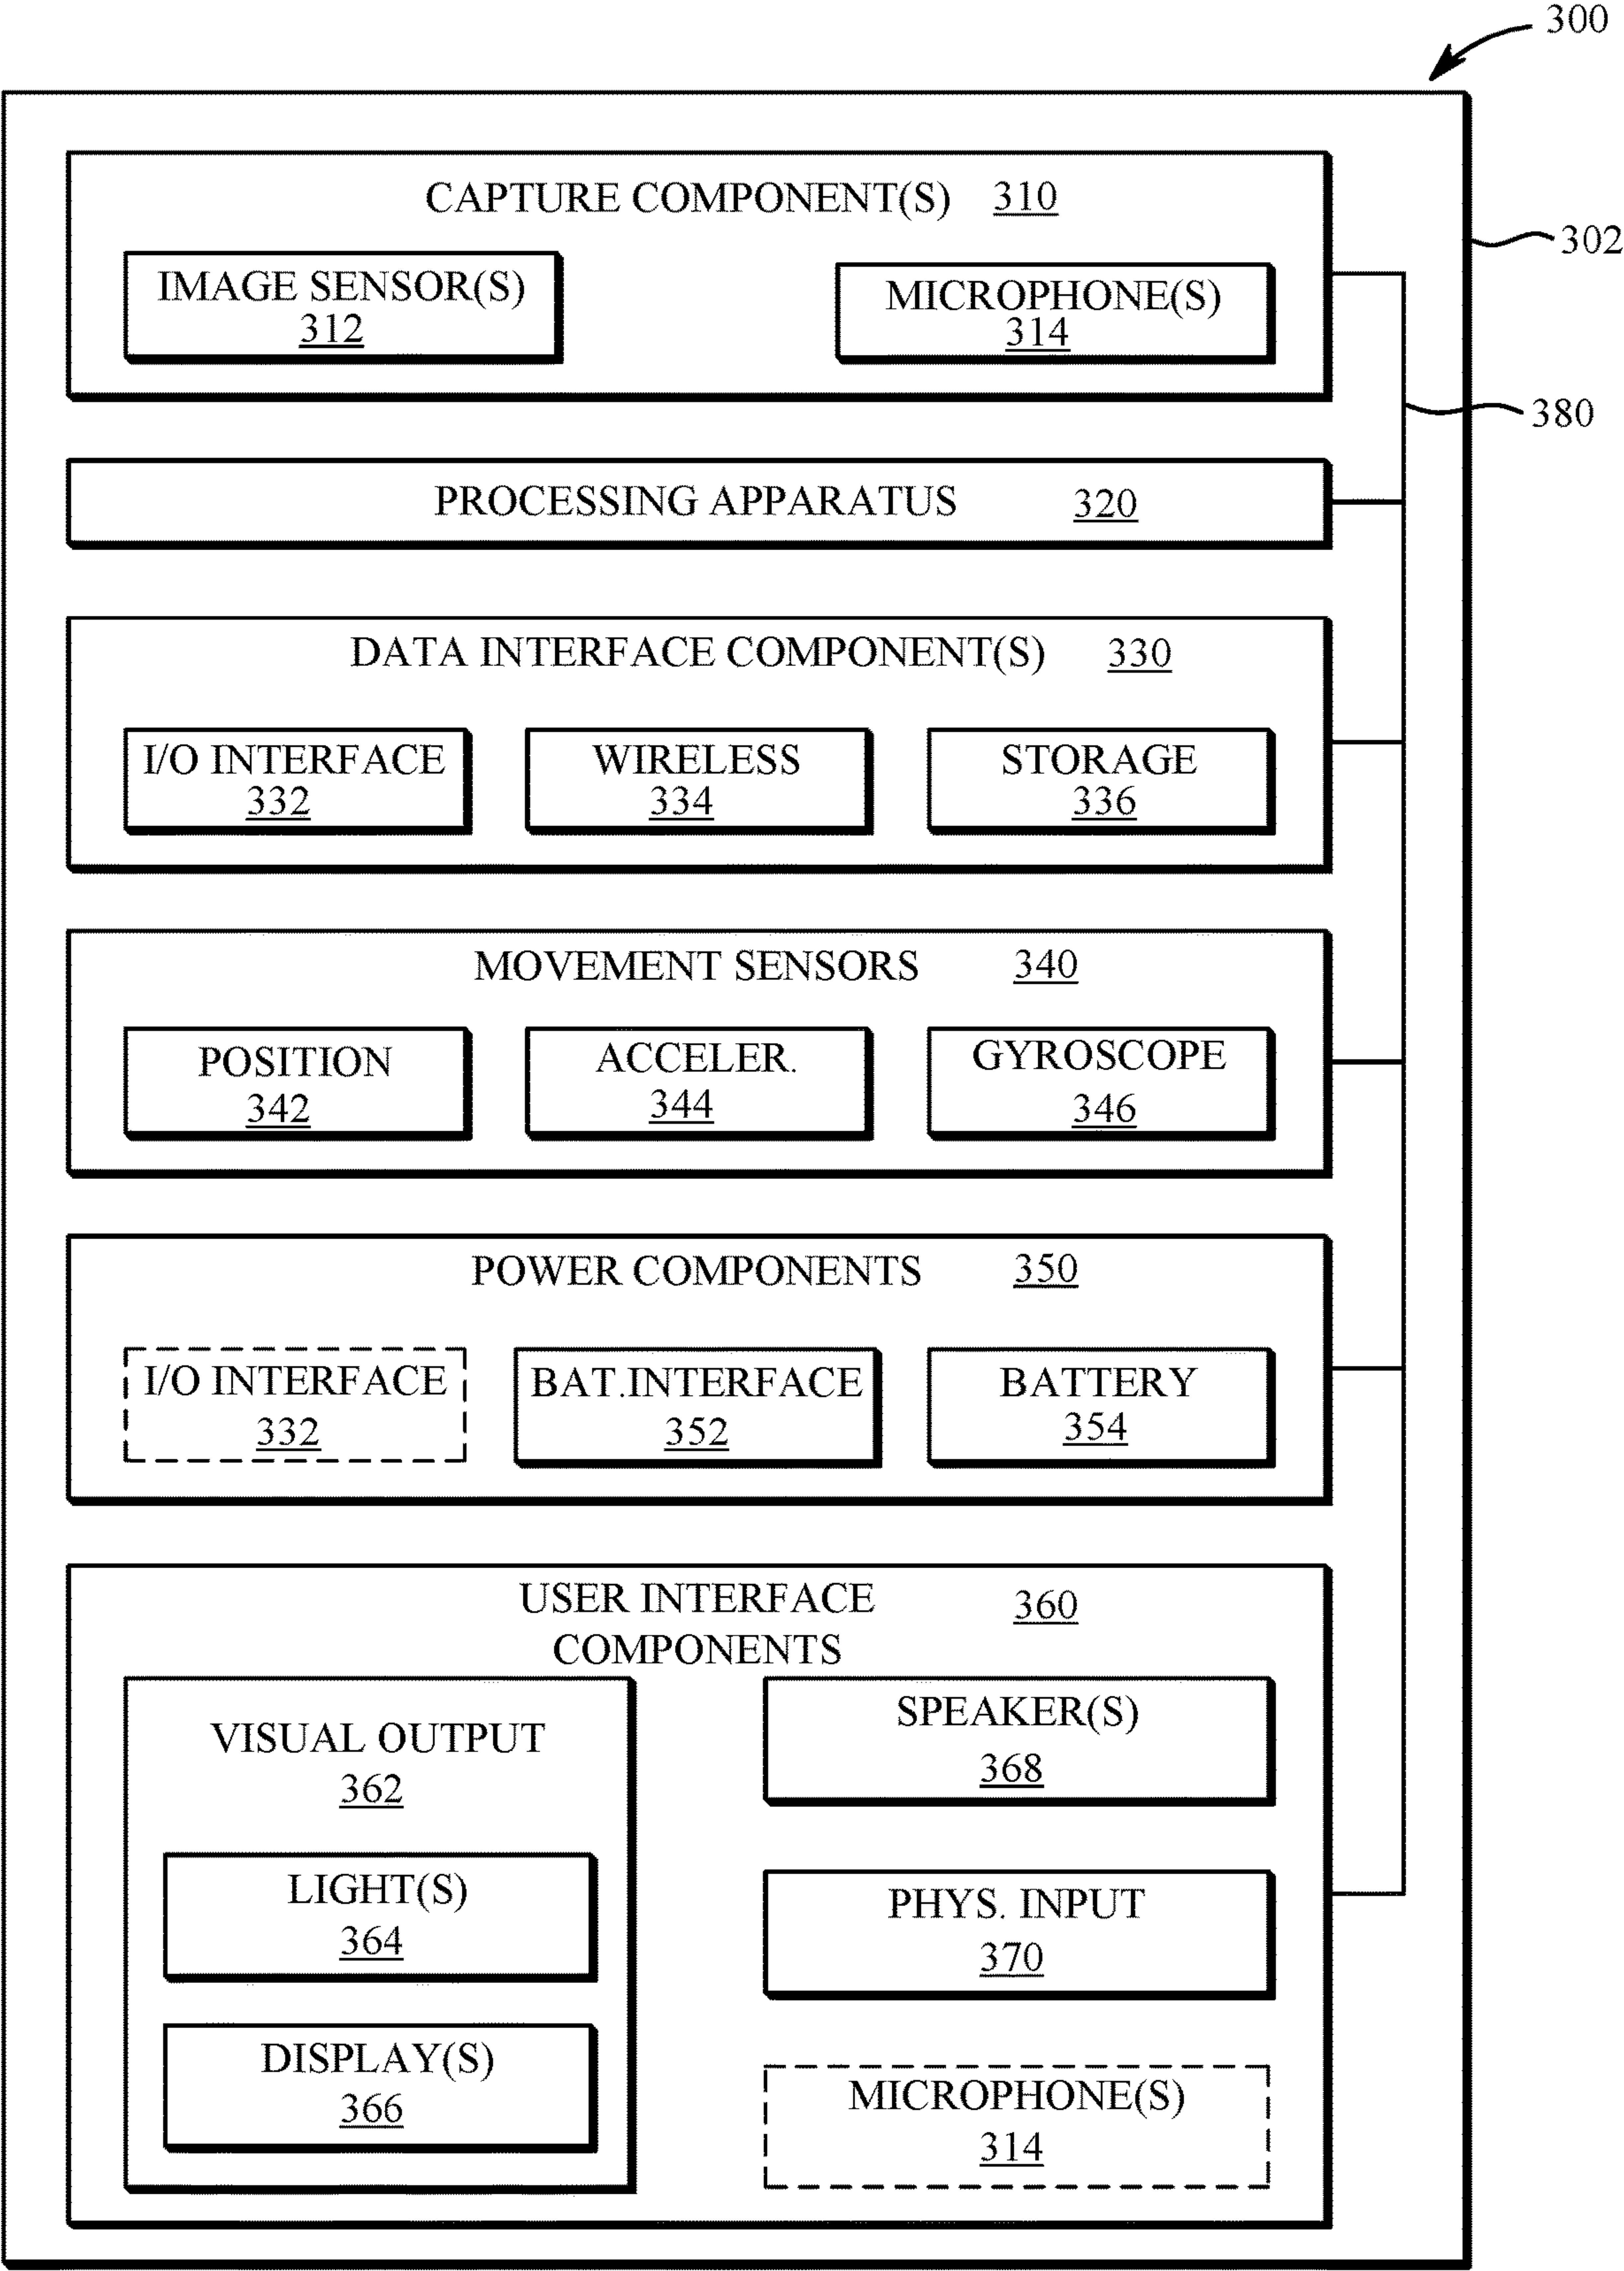 300
CAPTURE COMPONENT(S) 310
302
IMAGE SENSOR(S)
312
MICROPHONE(S)
314
380
PROCESSING APPARATUS 320
DATA INTERFACE COMPONENT(S) 330
I/O INTERFACE
332
WIRELESS
334
STORAGE
336
MOVEMENT SENSORS 340
POSITION
342
ACCELER.
344
GYROSCOPE
346
POWER COMPONENTS 350
I/O INTERFACE
332
BAT.INTERFACE
352
BATTERY
354
USER INTERFACE 360
COMPONENTS
VISUAL OUTPUT
362
LIGHT(S)
364
DISPLAY(S)
366
SPEAKER(S)
368
PHYS. INPUT
370
MICROPHONE(S)
314